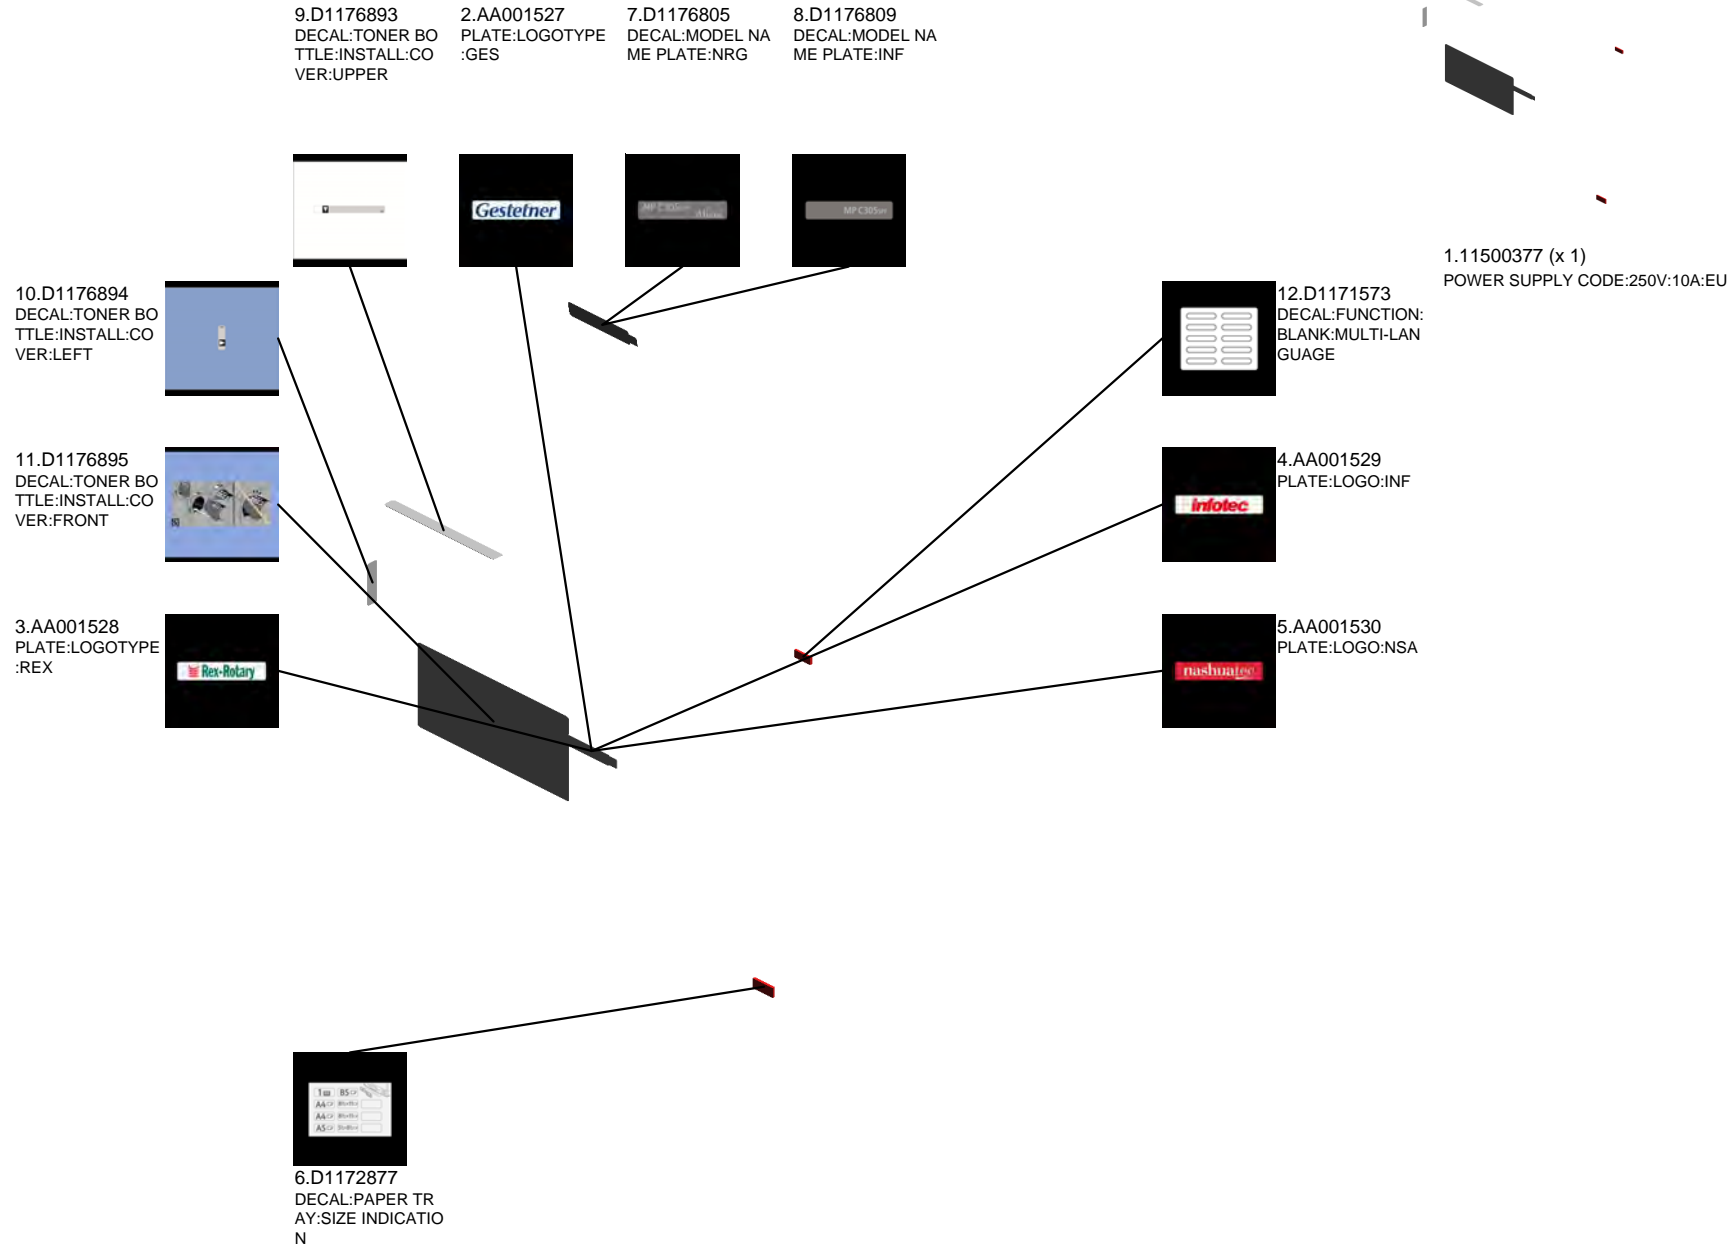 9.D1176893
DECAL:TONER BO
TTLE:INSTALL:CO
VER:UPPER
2.AA001527
PLATE:LOGOTYPE
:GES
7.D1176805
DECAL:MODEL NA
ME PLATE:NRG
8.D1176809
DECAL:MODEL NA
ME PLATE:INF
Gestetner
MP C305
MP C305
1.11500377 (x 1)
POWER SUPPLY CODE:250V:10A:EU
10.D1176894
DECAL:TONER BO
TTLE:INSTALL:CO
VER:LEFT
12.D1171573
DECAL:FUNCTION:
BLANK:MULTI-LAN
GUAGE
11.D1176895
DECAL:TONER BO
TTLE:INSTALL:CO
VER:FRONT
4.AA001529
PLATE:LOGO:INF
infotec
3.AA001528
PLATE:LOGOTYPE
:REX
Rex-Rotary
5.AA001530
PLATE:LOGO:NSA
nashuatec
1 B5
A4
A4
A5
6.D1172877
DECAL:PAPER TR
AY:SIZE INDICATIO
N